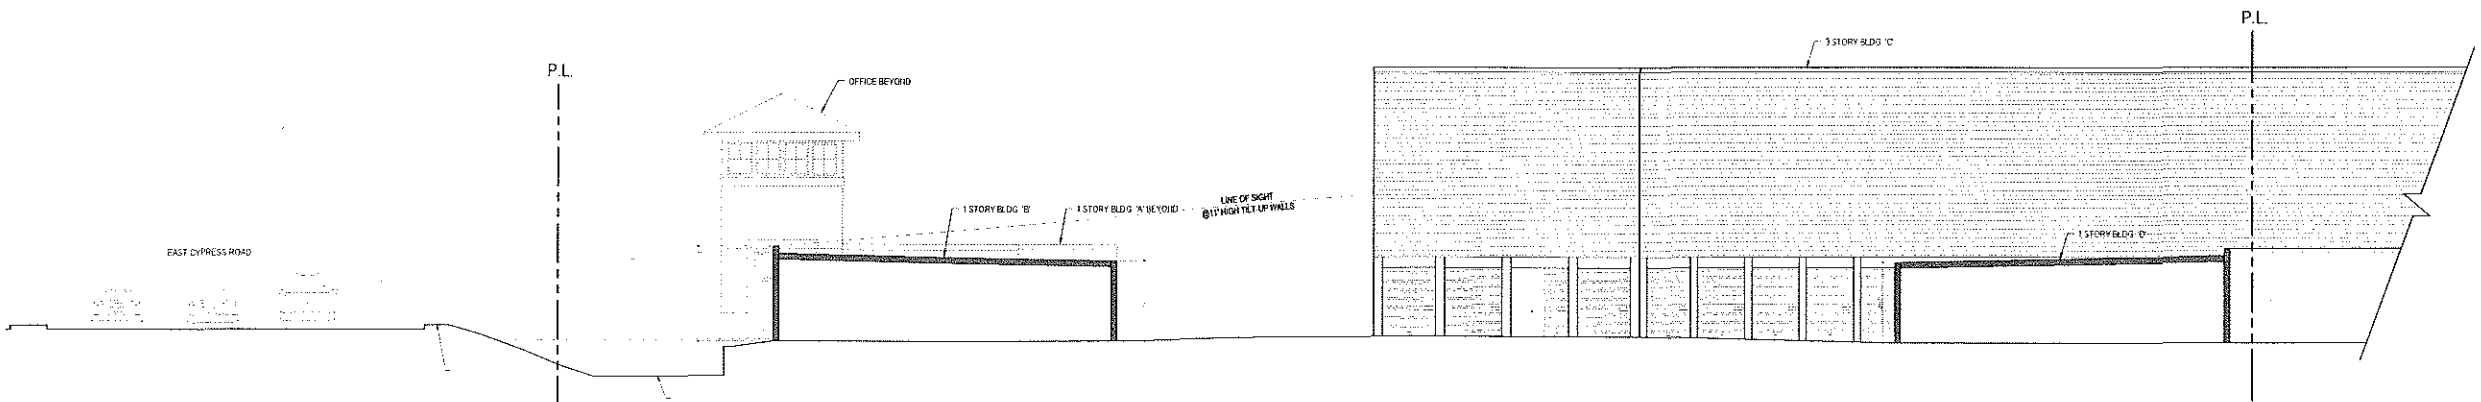 P.L.
P.L.
3 STORY BLDG 'C'
OFFICE BEYOND
LINE OF SIGHT
@11' HIGH TILT-UP WALLS
1 STORY BLDG 'B'
1 STORY BLDG 'A' BEYOND
1 STORY BLDG 'D'
EAST CYPRESS ROAD